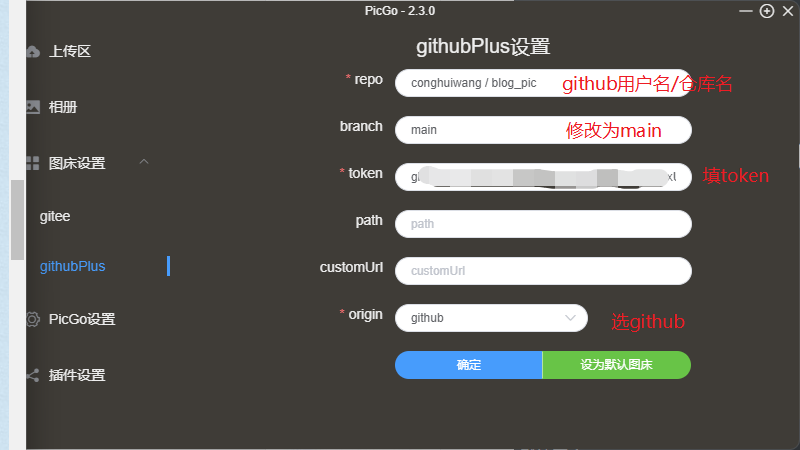 PicGo - 2.3.0
上传区
相册
图床设置
gitee
githubPlus
PicGo设置
插件设置
githubPlus设置
* repo conghuiwang / blog_pic github用户名/仓库名
branch main 修改为main
* token 填token
path path
customUrl customUrl
* origin github 选github
确定 设为默认图床